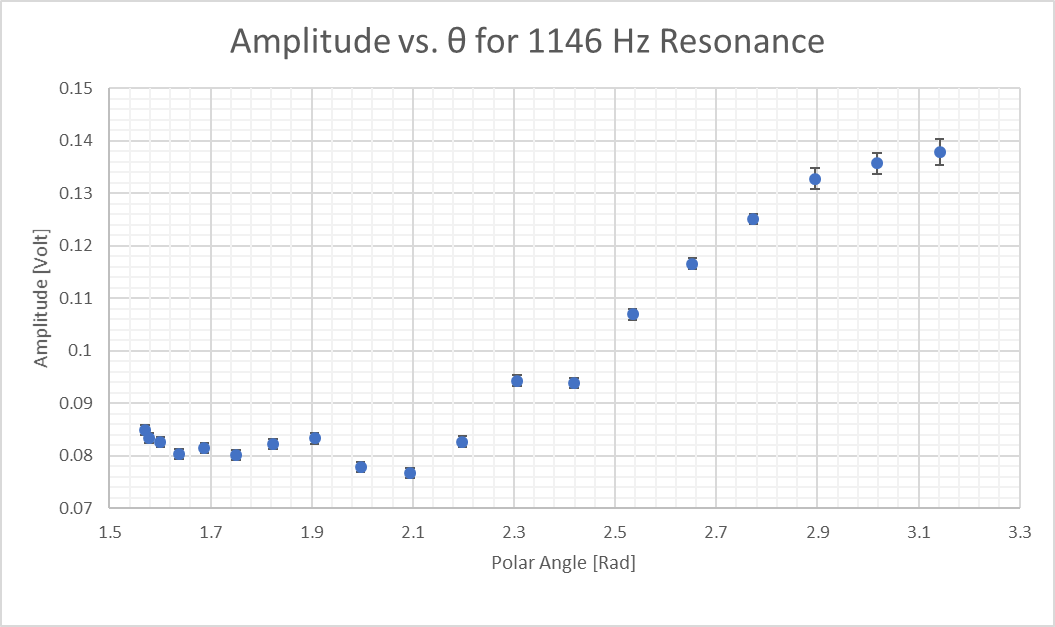 Amplitude vs. θ for 1146 Hz Resonance
0.15
0.14
0.13
0.12
0.11
0.1
0.09
0.08
0.07
Amplitude [Volt]
1.5 1.7 1.9 2.1 2.3 2.5 2.7 2.9 3.1 3.3
Polar Angle [Rad]